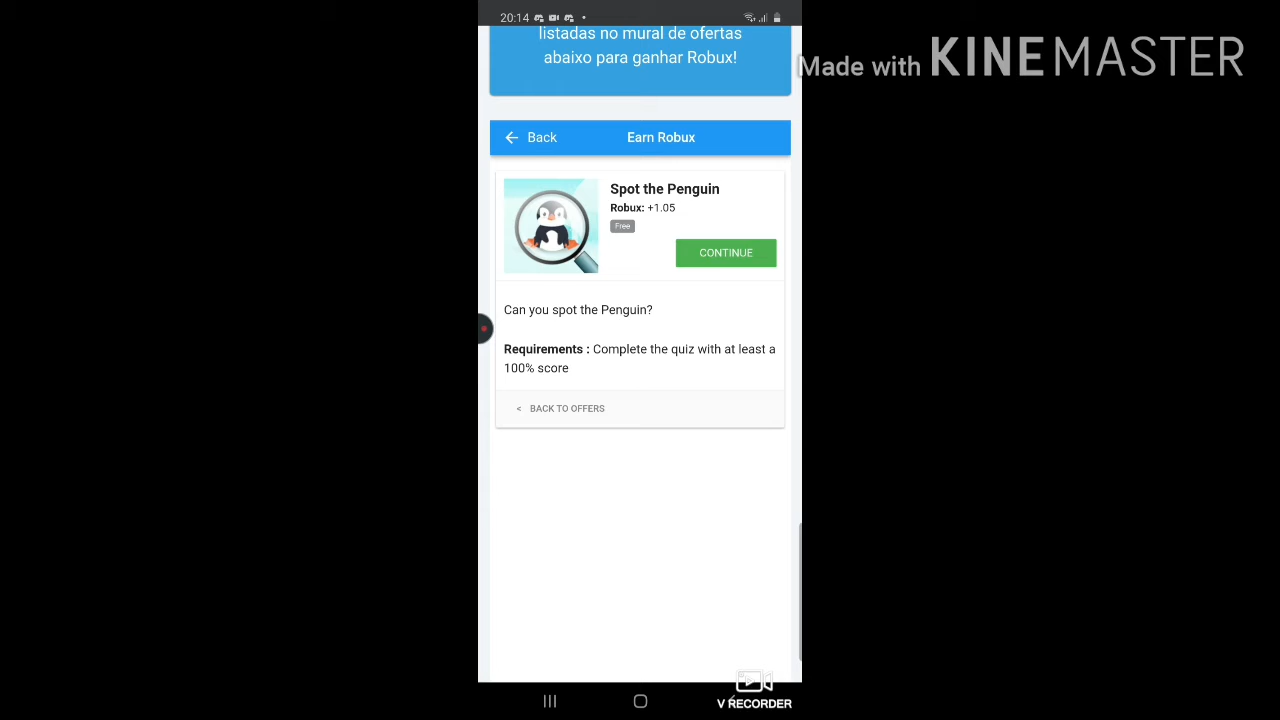 20:14
listadas no mural de ofertas
abaixo para ganhar Robux!
Made with KINEMASTER
← Back
Earn Robux
Spot the Penguin
Robux: +1.05
Free
CONTINUE
Can you spot the Penguin?
Requirements : Complete the quiz with at least a
100% score
< BACK TO OFFERS
V RECORDER